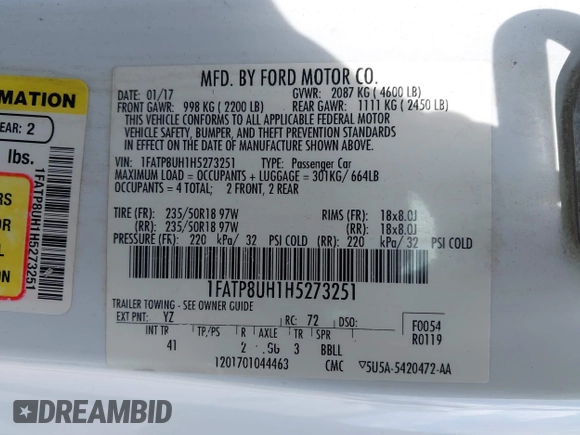 MFD. BY FORD MOTOR CO.
DATE: 01/17 GVWR: 2087 KG ( 4600 LB)
FRONT GAWR: 998 KG ( 2200 LB) REAR GAWR: 1111 KG ( 2450 LB)
THIS VEHICLE CONFORMS TO ALL APPLICABLE FEDERAL MOTOR
VEHICLE SAFETY, BUMPER, AND THEFT PREVENTION STANDARDS
IN EFFECT ON THE DATE OF MANUFACTURE SHOWN ABOVE.
VIN: 1FATP8UH1H5273251 TYPE: Passenger Car
MAXIMUM LOAD = OCCUPANTS + LUGGAGE = 301KG/ 664LB
OCCUPANTS = 4 TOTAL; 2 FRONT, 2 REAR
TIRE (FR): 235/50R18 97W RIMS (FR): 18x8.0J
(RR): 235/50R18 97W (RR): 18x8.0J
PRESSURE (FR): 220 kPa/ 32 PSI COLD (RR): 220 kPa/ 32 PSI COLD
1FATP8UH1H5273251
TRAILER TOWING - SEE OWNER GUIDE
EXT PNT: YZ RC: 72 DSO: F0054
INT TR TP/PS R AXLE TR SPR R0119
41 2 SG 3 BBLL
1201701044463 CMC ▽5U5A-5420472-AA
RMATION
EAR: 2
lbs.
1FATP8UH1H5273251
RS
OR
L
ION
DREAMBID